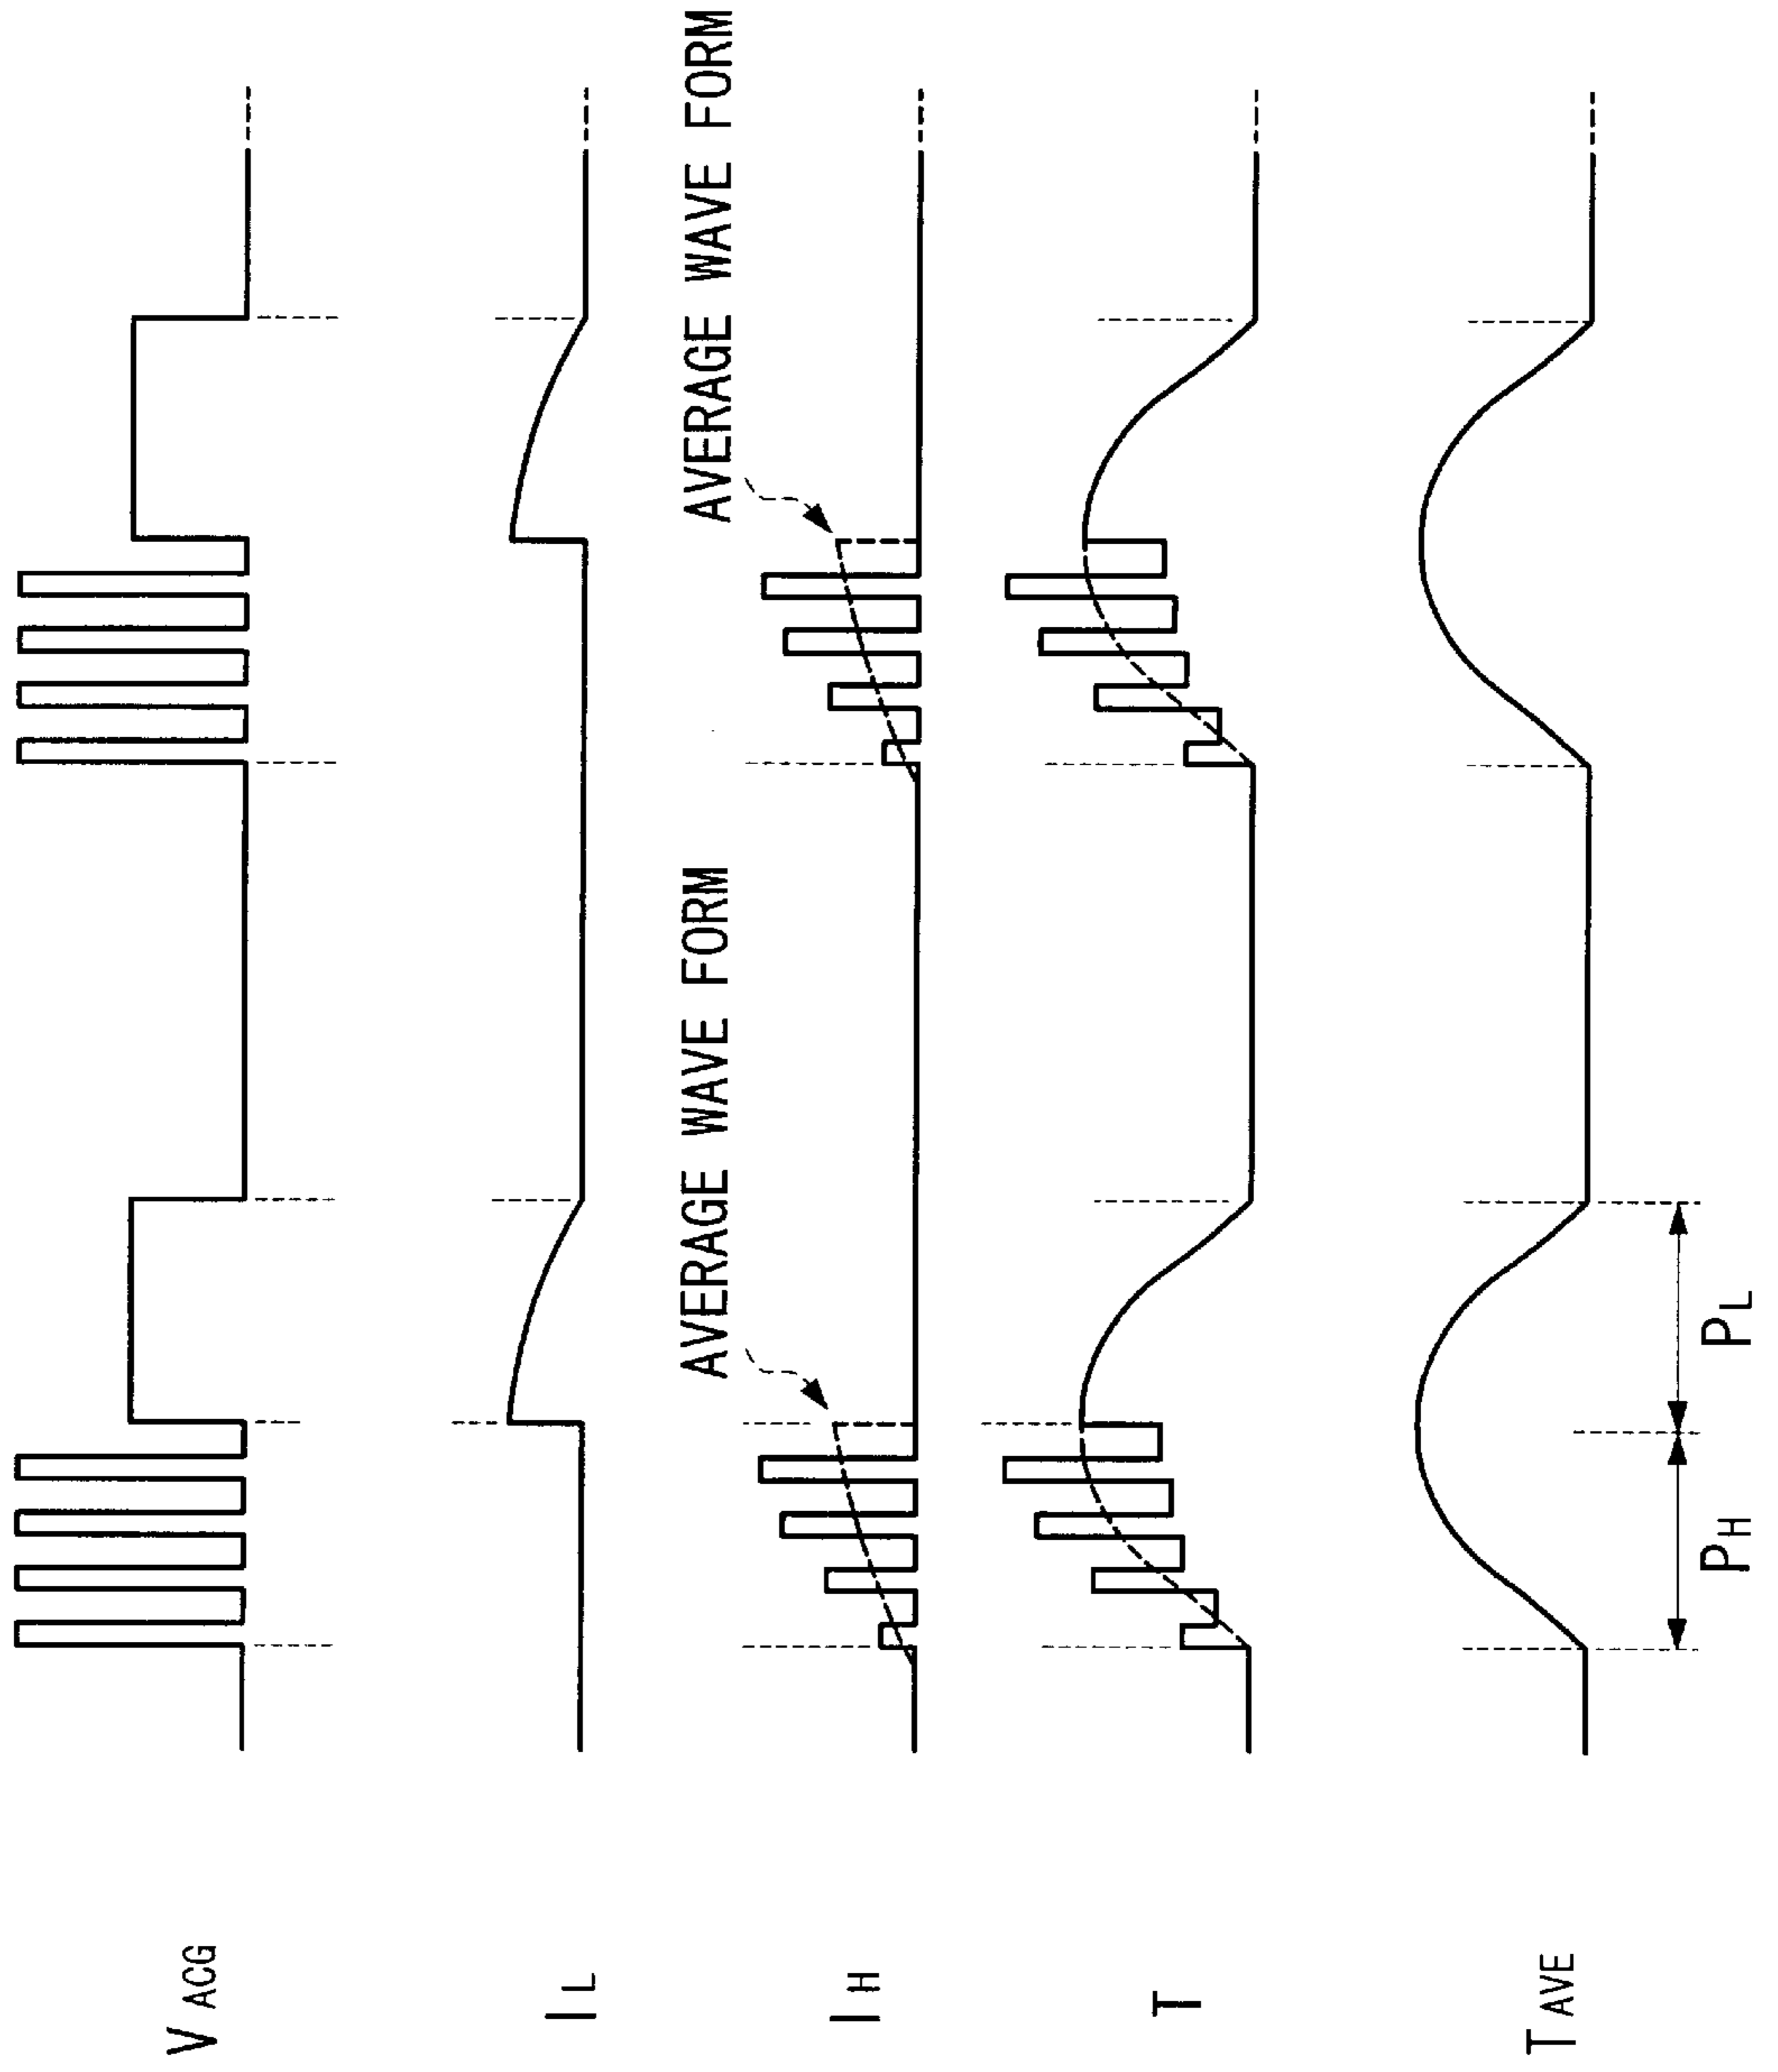 V ACG
I L
I H
AVERAGE WAVE FORM
AVERAGE WAVE FORM
T
T AVE
P H
P L